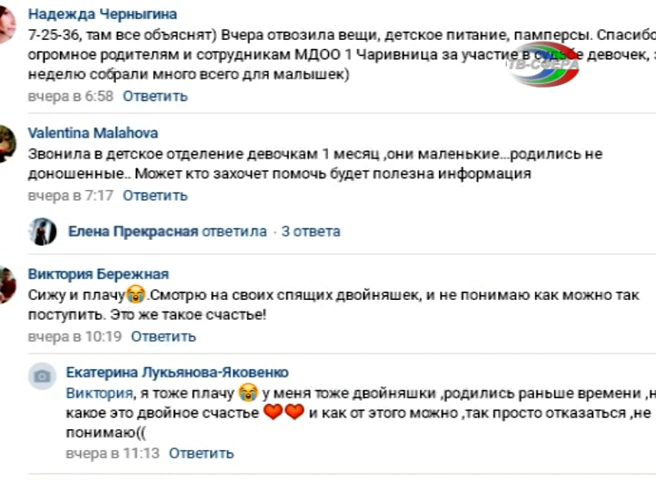 Надежда Черныгина
7-25-36, там все объяснят) Вчера отвозила вещи, детское питание, памперсы. Спасибо
огромное родителям и сотрудникам МДОО 1 Чаривница за участие в судьбе девочек, з
неделю собрали много всего для малышек)
вчера в 6:58 Ответить
ТВ-СФЕРА
Valentina Malahova
Звонила в детское отделение девочкам 1 месяц ,они маленькие...родились не
доношенные.. Может кто захочет помочь будет полезна информация
вчера в 7:17 Ответить
Елена Прекрасная ответила · 3 ответа
Виктория Бережная
Сижу и плачу😭.Смотрю на своих спящих двойняшек, и не понимаю как можно так
поступить. Это же такое счастье!
вчера в 10:19 Ответить
Екатерина Лукьянова-Яковенко
Виктория, я тоже плачу 😭 у меня тоже двойняшки ,родились раньше времени ,н
какое это двойное счастье ❤❤ и как от этого можно ,так просто отказаться ,не
понимаю((
вчера в 11:13 Ответить